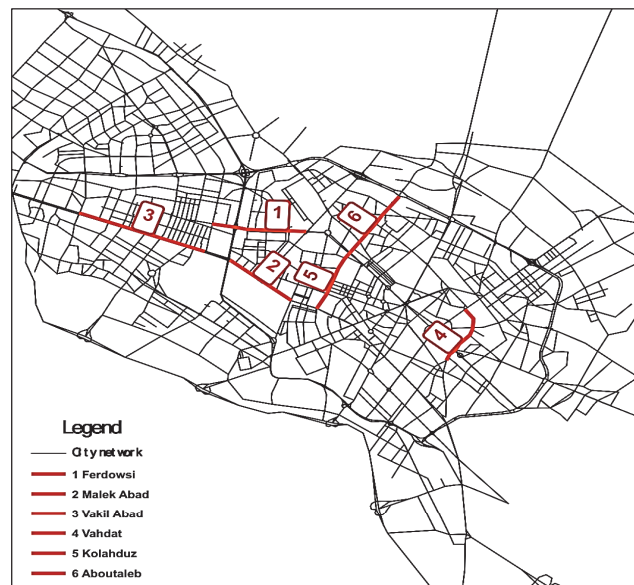 1
6
3
2
5
4
Legend
City network
1 Ferdowsi
2 Malek Abad
3 Vakil Abad
4 Vahdat
5 Kolahduz
6 Aboutaleb